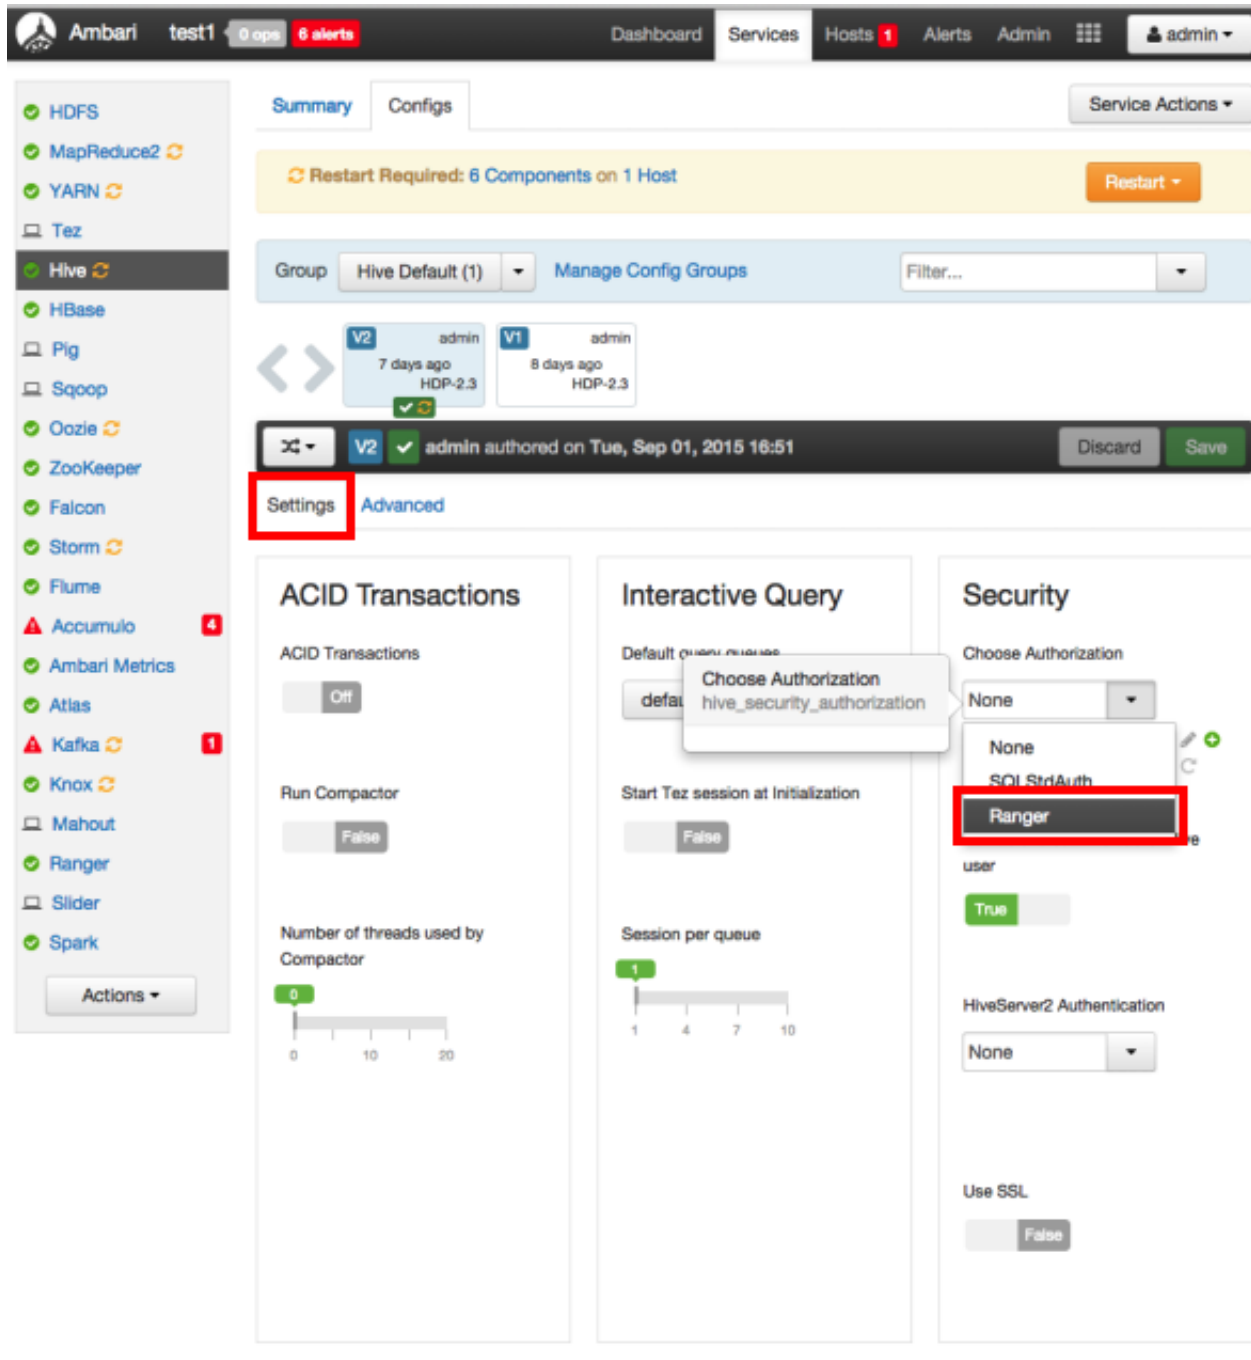 Ambari test1 0 ops 6 alerts Dashboard Services Hosts 1 Alerts Admin admin
HDFS
MapReduce2
YARN
Tez
Hive
HBase
Pig
Sqoop
Oozie
ZooKeeper
Falcon
Storm
Flume
Accumulo 4
Ambari Metrics
Atlas
Kafka 1
Knox
Mahout
Ranger
Slider
Spark
Actions
Summary Configs Service Actions
Restart Required: 6 Components on 1 Host Restart
Group Hive Default (1) Manage Config Groups Filter...
V2 admin
7 days ago
HDP-2.3
V1 admin
8 days ago
HDP-2.3
V2 admin authored on Tue, Sep 01, 2015 16:51 Discard Save
Settings Advanced
ACID Transactions
ACID Transactions
Off
Run Compactor
False
Number of threads used by
Compactor
0
0 10 20
Interactive Query
Default query queues
Choose Authorization
hive_security_authorization
Start Tez session at Initialization
False
Session per queue
1
1 4 7 10
Security
Choose Authorization
None
None
SQLStdAuth
Ranger
user
True
HiveServer2 Authentication
None
Use SSL
False